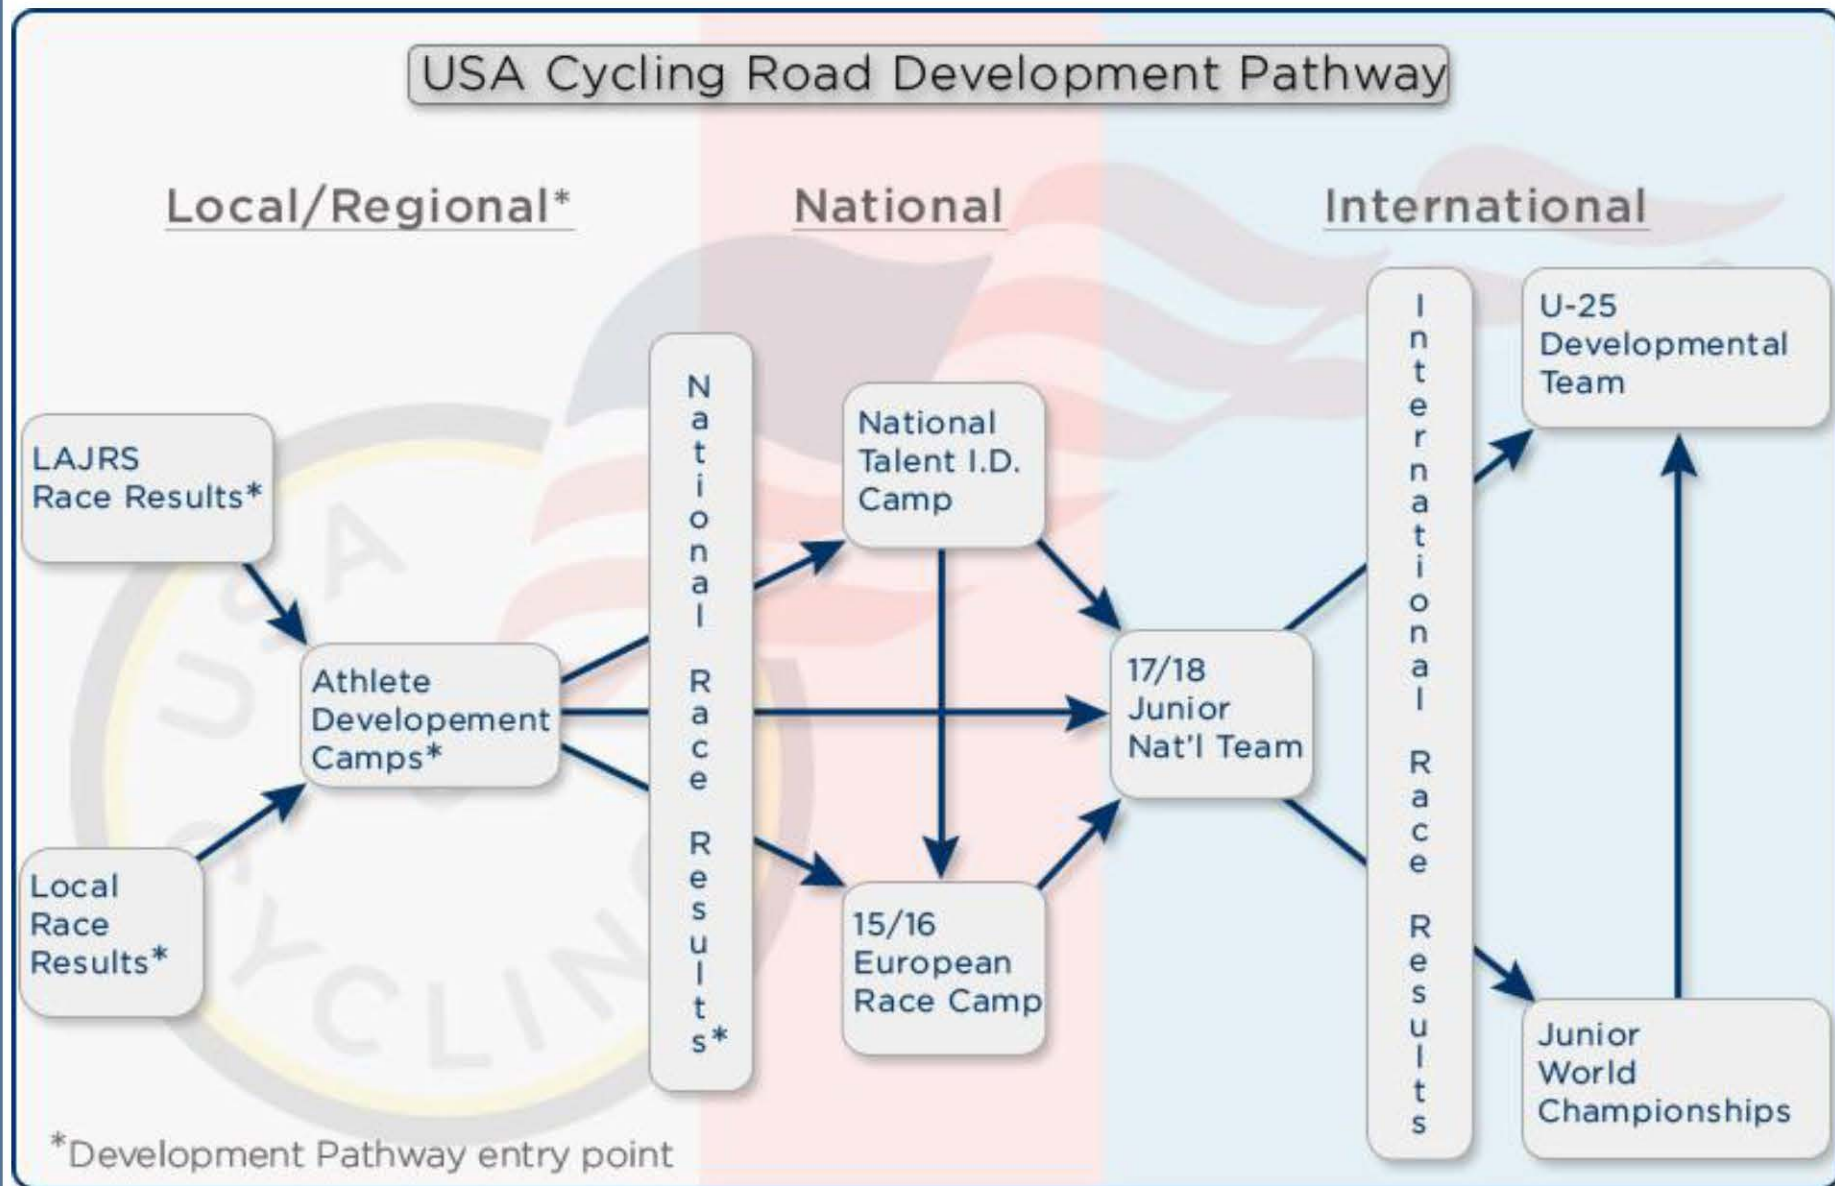 USA Cycling Road Development Pathway
Local/Regional*
National
International
LAJRS
Race Results*
Local
Race
Results*
Athlete
Developement
Camps*
National Race Results*
National
Talent I.D.
Camp
15/16
European
Race Camp
17/18
Junior
Nat'l Team
International Race Results
U-25
Developmental
Team
Junior
World
Championships
*Development Pathway entry point
USA
CYCLING